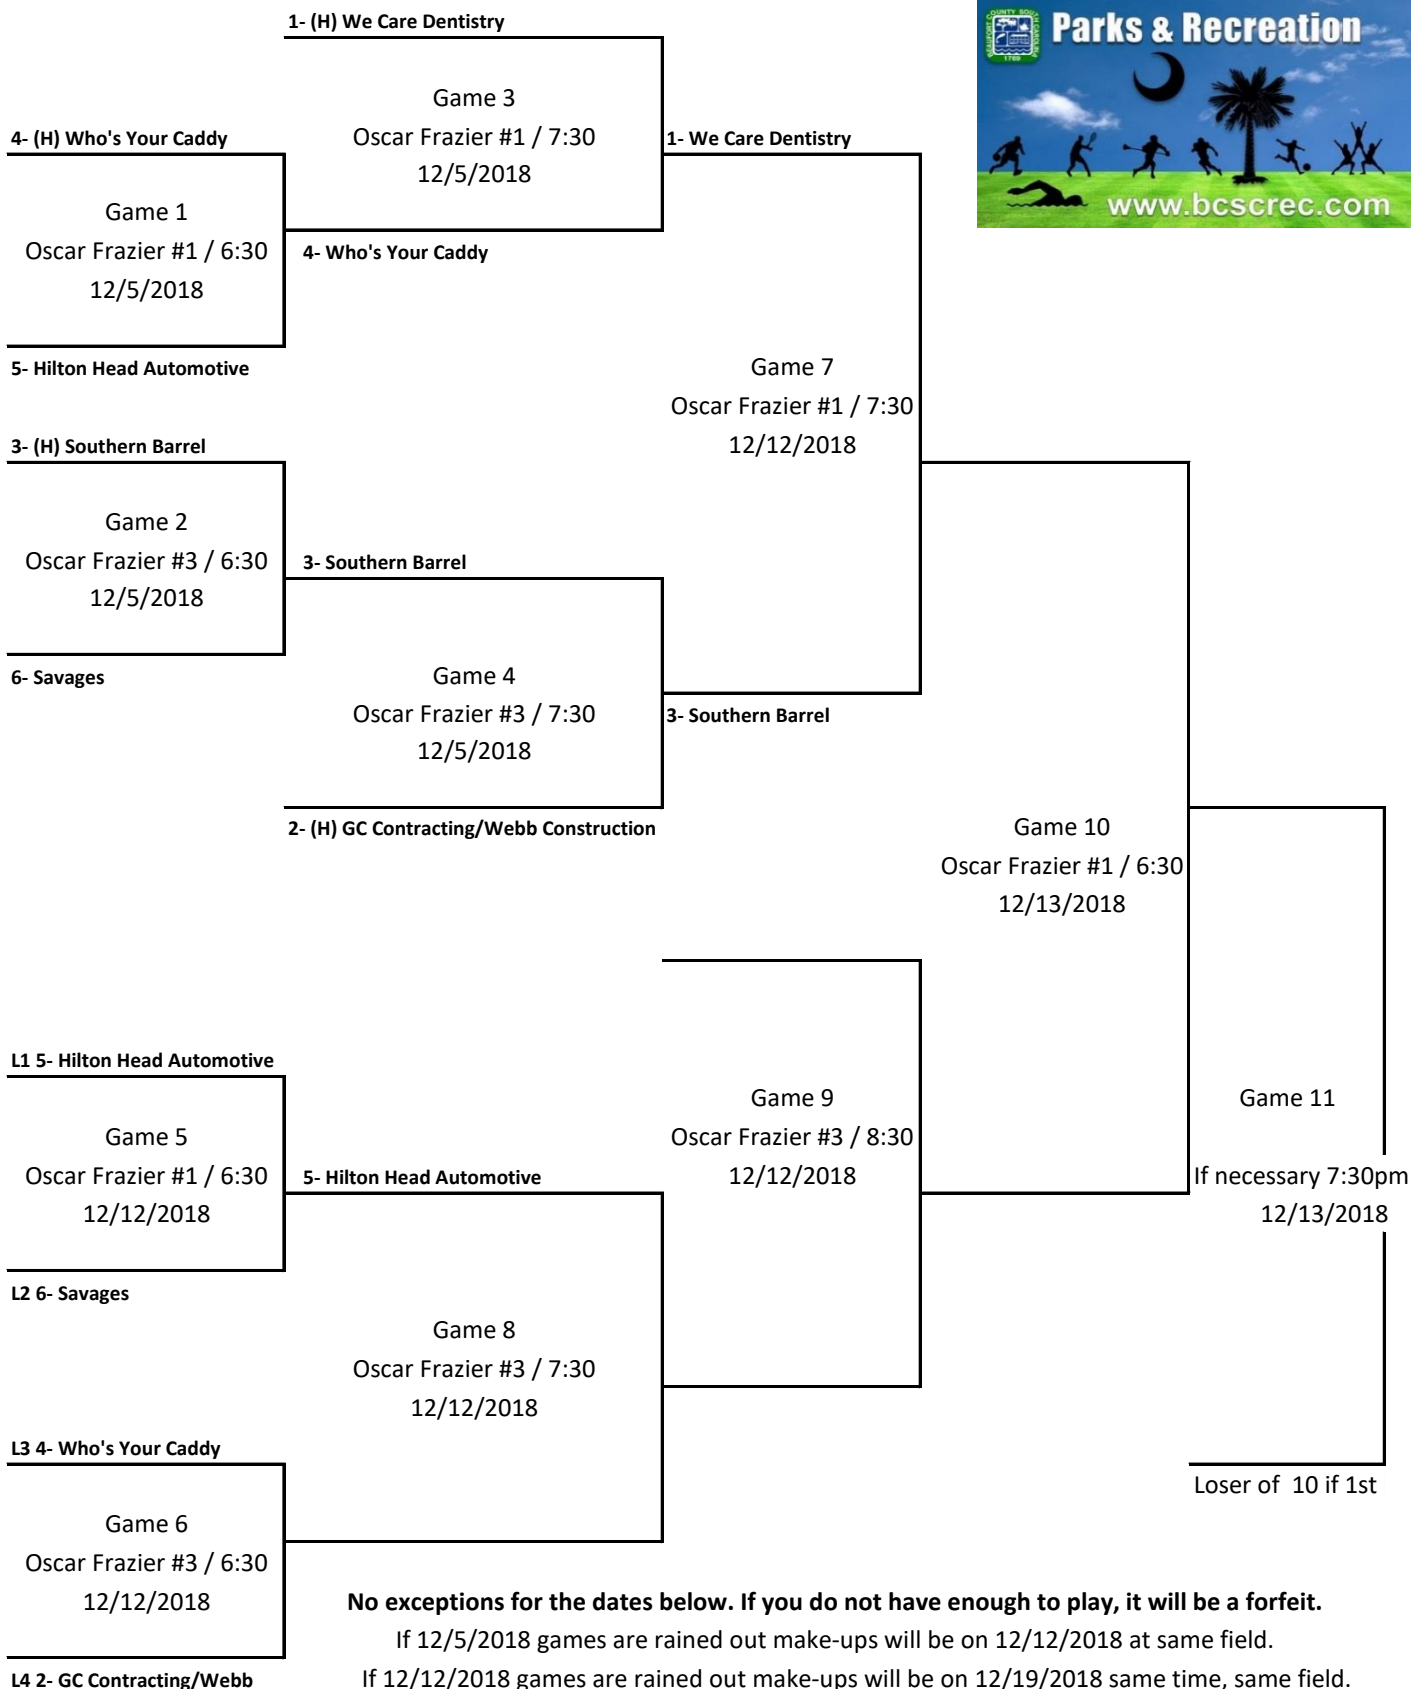 1- (H) We Care Dentistry
BEAUFORT COUNTY SOUTH CAROLINA
1769
Parks & Recreation
www.bcscrec.com
Game 3
Oscar Frazier #1 / 7:30
12/5/2018
4- (H) Who's Your Caddy
1- We Care Dentistry
Game 1
Oscar Frazier #1 / 6:30
12/5/2018
4- Who's Your Caddy
5- Hilton Head Automotive
Game 7
Oscar Frazier #1 / 7:30
12/12/2018
3- (H) Southern Barrel
Game 2
Oscar Frazier #3 / 6:30
12/5/2018
3- Southern Barrel
6- Savages
Game 4
Oscar Frazier #3 / 7:30
12/5/2018
3- Southern Barrel
2- (H) GC Contracting/Webb Construction
Game 10
Oscar Frazier #1 / 6:30
12/13/2018
L1 5- Hilton Head Automotive
Game 5
Oscar Frazier #1 / 6:30
12/12/2018
5- Hilton Head Automotive
Game 9
Oscar Frazier #3 / 8:30
12/12/2018
Game 11
If necessary 7:30pm
12/13/2018
L2 6- Savages
Game 8
Oscar Frazier #3 / 7:30
12/12/2018
L3 4- Who's Your Caddy
Loser of 10 if 1st
Game 6
Oscar Frazier #3 / 6:30
12/12/2018
No exceptions for the dates below. If you do not have enough to play, it will be a forfeit.
If 12/5/2018 games are rained out make-ups will be on 12/12/2018 at same field.
L4 2- GC Contracting/Webb
If 12/12/2018 games are rained out make-ups will be on 12/19/2018 same time, same field.